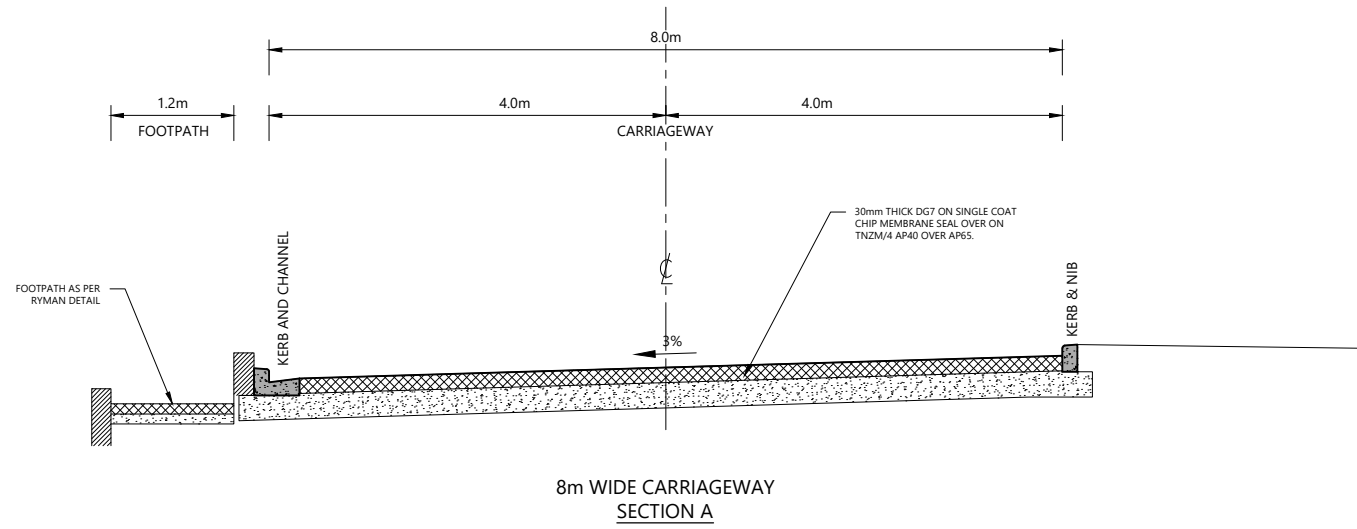 8.0m
1.2m
4.0m
4.0m
FOOTPATH
CARRIAGEWAY
30mm THICK DG7 ON SINGLE COAT
CHIP MEMBRANE SEAL OVER ON
TNZM/4 AP40 OVER AP65.
KERB AND CHANNEL
℄
KERB & NIB
FOOTPATH AS PER
RYMAN DETAIL
3%
8m WIDE CARRIAGEWAY
SECTION A